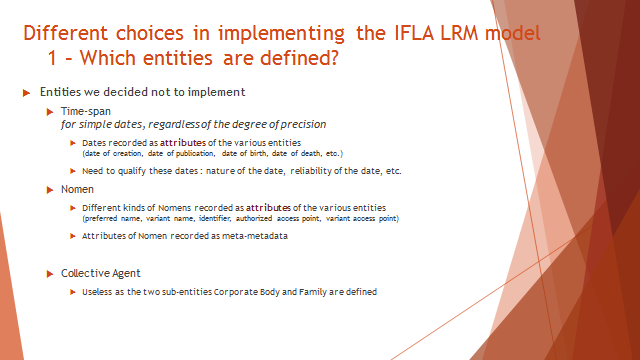 Different choices in implementing the IFLA LRM model
1 – Which entities are defined?
Entities we decided not to implement
Time-span
for simple dates, regardless of the degree of precision
Dates recorded as attributes of the various entities
(date of creation, date of publication, date of birth, date of death, etc.)
Need to qualify these dates : nature of the date, reliability of the date, etc.
Nomen
Different kinds of Nomens recorded as attributes of the various entities
(preferred name, variant name, identifier, authorized access point, variant access point)
Attributes of Nomen recorded as meta-metadata
Collective Agent
Useless as the two sub-entities Corporate Body and Family are defined